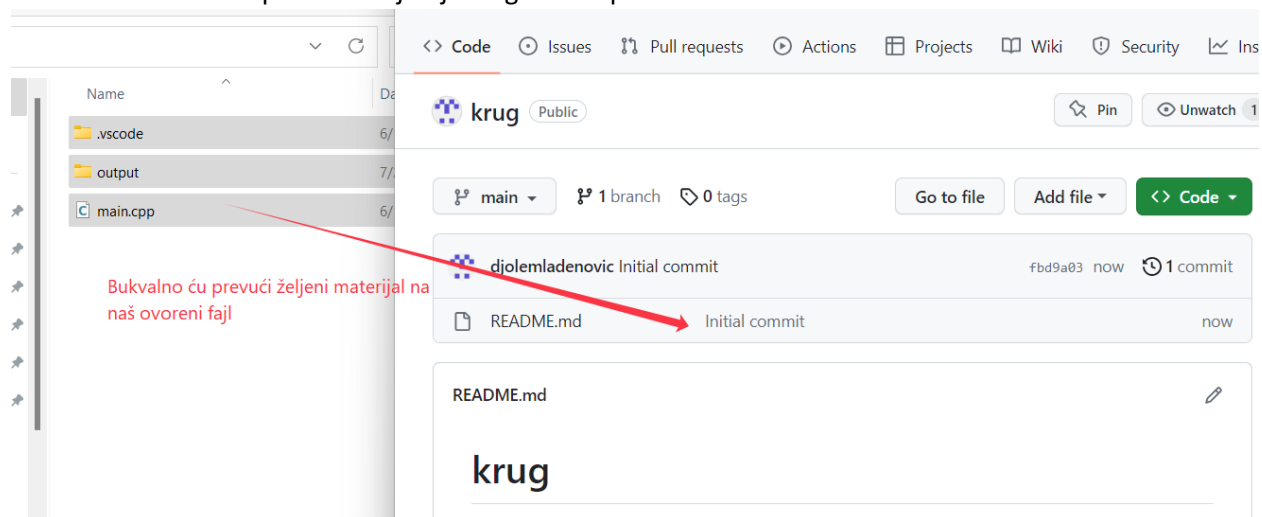 Name
.vscode
output
main.cpp
Bukvalno ću prevući željeni materijal na
naš ovoreni fajl
Code Issues Pull requests Actions Projects Wiki Security
krug Public Pin Unwatch 1
main 1 branch 0 tags Go to file Add file Code
djolemladenovic Initial commit fbd9a03 now 1 commit
README.md Initial commit now
README.md
krug